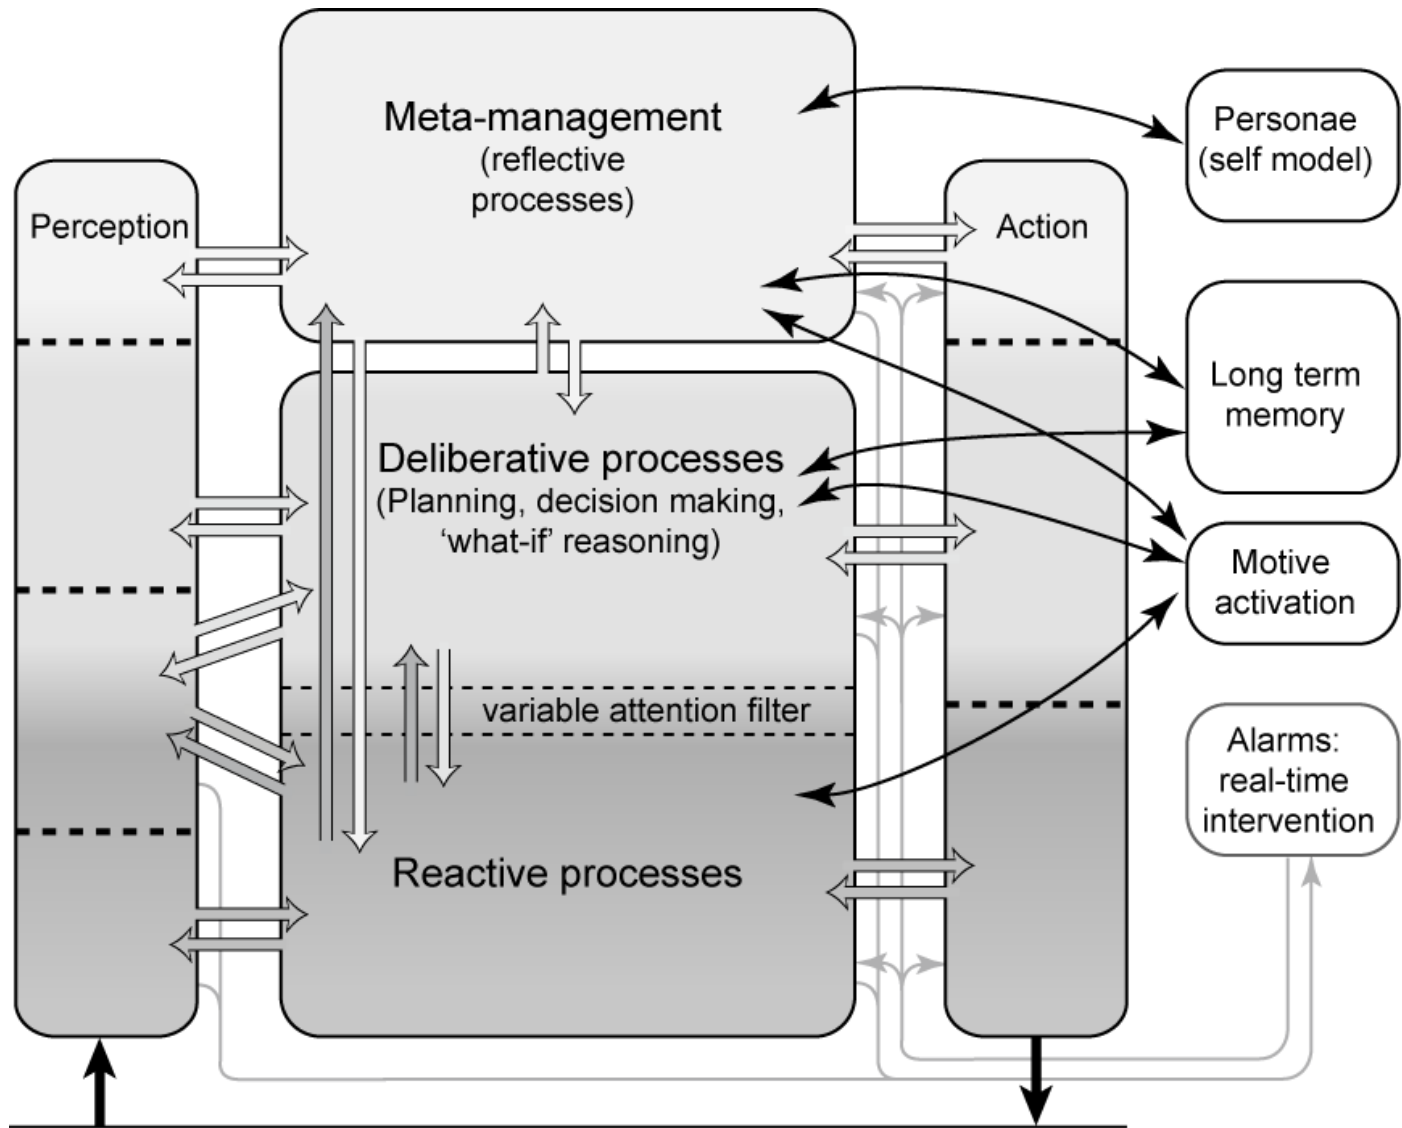 Meta-management
(reflective
processes)
Personae
(self model)
Perception
Action
Long term
memory
Deliberative processes
(Planning, decision making,
‘what-if’ reasoning)
Motive
activation
variable attention filter
Alarms:
real-time
intervention
Reactive processes